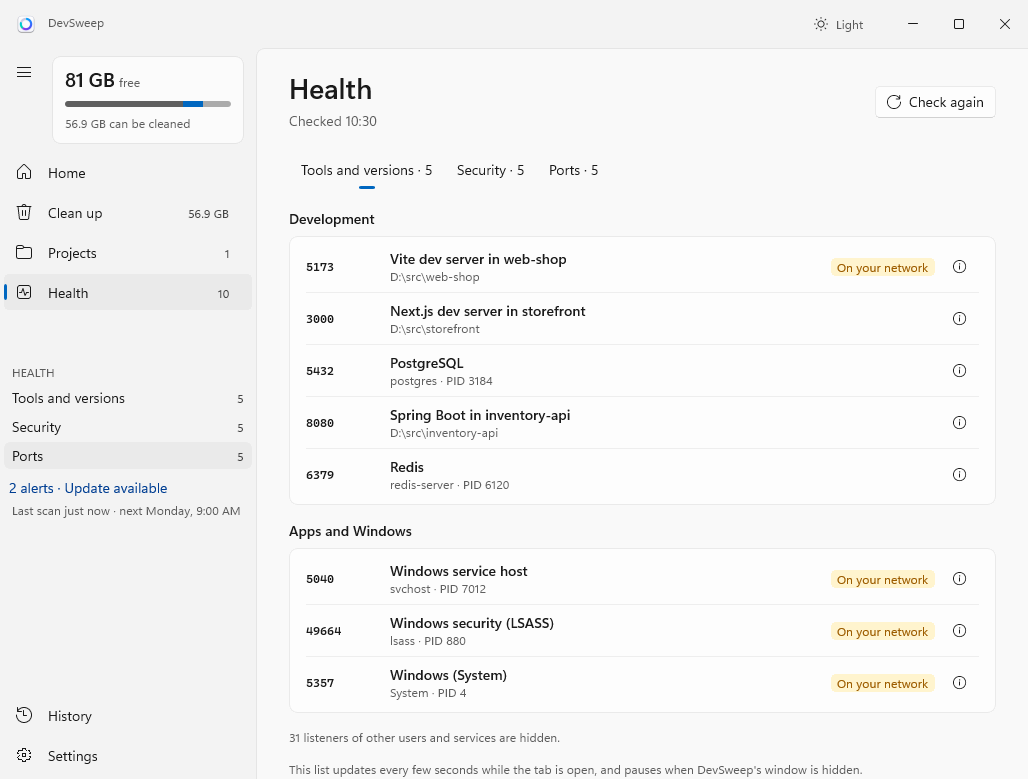 DevSweep
Light
81 GB free
56.9 GB can be cleaned
Home
Clean up 56.9 GB
Projects 1
Health 10
HEALTH
Tools and versions 5
Security 5
Ports 5
2 alerts · Update available
Last scan just now · next Monday, 9:00 AM
History
Settings
Health
Checked 10:30
Check again
Tools and versions · 5 Security · 5 Ports · 5
Development
5173 Vite dev server in web-shop On your network
D:\src\web-shop
3000 Next.js dev server in storefront
D:\src\storefront
5432 PostgreSQL
postgres · PID 3184
8080 Spring Boot in inventory-api
D:\src\inventory-api
6379 Redis
redis-server · PID 6120
Apps and Windows
5040 Windows service host On your network
svchost · PID 7012
49664 Windows security (LSASS) On your network
lsass · PID 880
5357 Windows (System) On your network
System · PID 4
31 listeners of other users and services are hidden.
This list updates every few seconds while the tab is open, and pauses when DevSweep's window is hidden.